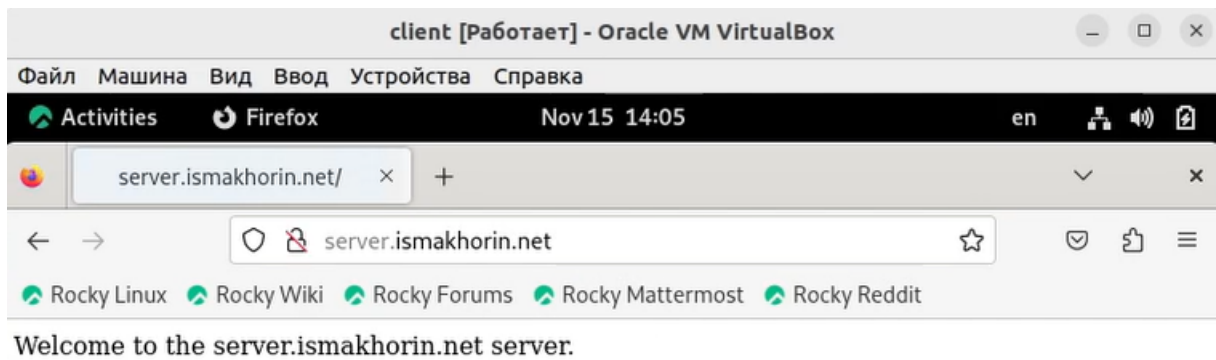 client [Работает] - Oracle VM VirtualBox
Файл Машина Вид Ввод Устройства Справка
Activities Firefox Nov 15 14:05 en
server.ismakhorin.net/
server.ismakhorin.net
Rocky Linux Rocky Wiki Rocky Forums Rocky Mattermost Rocky Reddit
Welcome to the server.ismakhorin.net server.